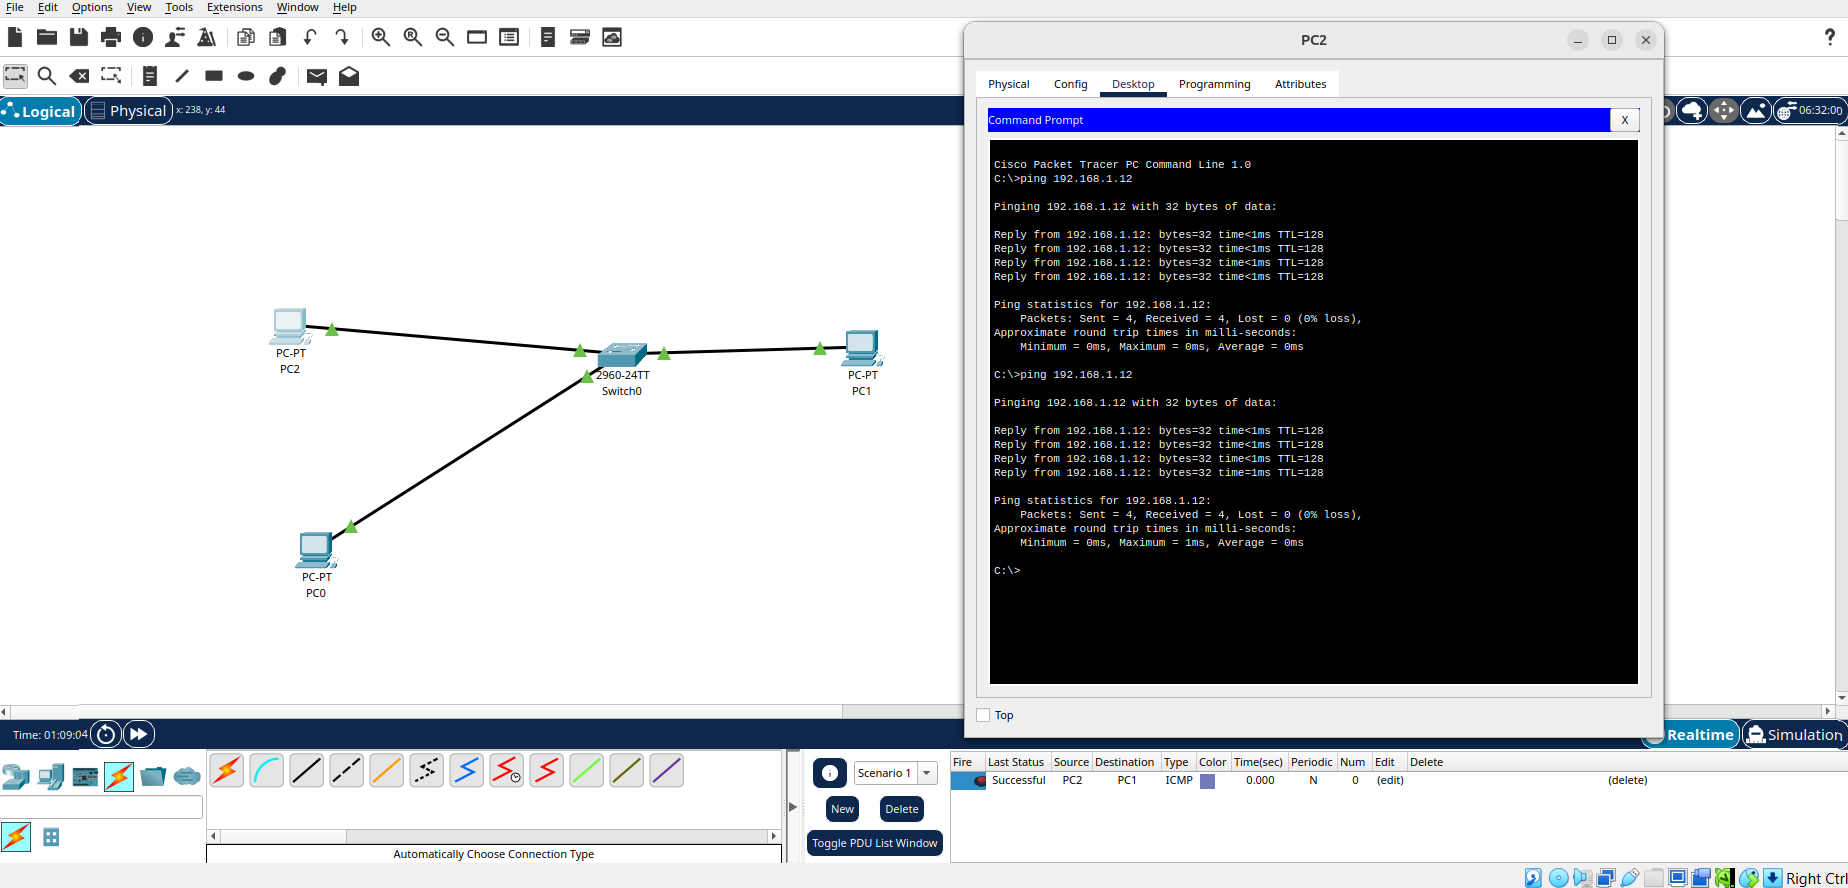 File Edit Options View Tools Extensions Window Help
Logical Physical x: 238, y: 44
06:32:00
PC-PT
PC2
2960-24TT
Switch0
PC-PT
PC1
PC-PT
PC0
PC2
Physical Config Desktop Programming Attributes
Command Prompt X
Cisco Packet Tracer PC Command Line 1.0
C:\>ping 192.168.1.12
Pinging 192.168.1.12 with 32 bytes of data:
Reply from 192.168.1.12: bytes=32 time<1ms TTL=128
Reply from 192.168.1.12: bytes=32 time<1ms TTL=128
Reply from 192.168.1.12: bytes=32 time<1ms TTL=128
Reply from 192.168.1.12: bytes=32 time<1ms TTL=128
Ping statistics for 192.168.1.12:
Packets: Sent = 4, Received = 4, Lost = 0 (0% loss),
Approximate round trip times in milli-seconds:
Minimum = 0ms, Maximum = 0ms, Average = 0ms
C:\>ping 192.168.1.12
Pinging 192.168.1.12 with 32 bytes of data:
Reply from 192.168.1.12: bytes=32 time<1ms TTL=128
Reply from 192.168.1.12: bytes=32 time<1ms TTL=128
Reply from 192.168.1.12: bytes=32 time<1ms TTL=128
Reply from 192.168.1.12: bytes=32 time=1ms TTL=128
Ping statistics for 192.168.1.12:
Packets: Sent = 4, Received = 4, Lost = 0 (0% loss),
Approximate round trip times in milli-seconds:
Minimum = 0ms, Maximum = 1ms, Average = 0ms
C:\>
Top
Time: 01:09:04
Realtime Simulation
Scenario 1
New Delete
Toggle PDU List Window
Automatically Choose Connection Type
Fire Last Status Source Destination Type Color Time(sec) Periodic Num Edit Delete
Successful PC2 PC1 ICMP 0.000 N 0 (edit) (delete)
Right Ctrl